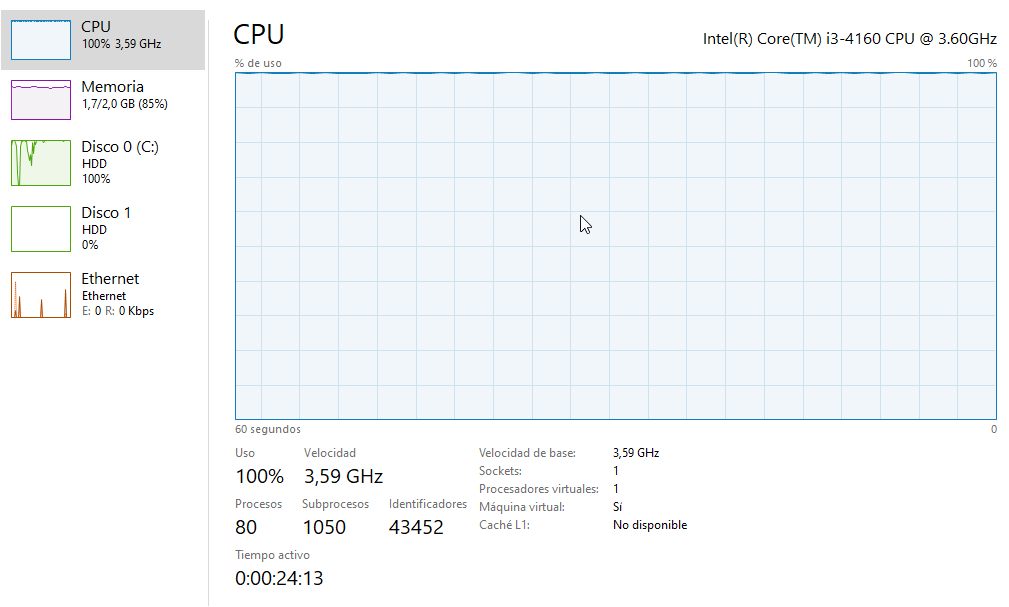 CPU
100% 3,59 GHz
Memoria
1,7/2,0 GB (85%)
Disco 0 (C:)
HDD
100%
Disco 1
HDD
0%
Ethernet
Ethernet
E: 0 R: 0 Kbps
CPU
Intel(R) Core(TM) i3-4160 CPU @ 3.60GHz
% de uso
100 %
60 segundos
0
Uso
Velocidad
100%
3,59 GHz
Procesos
Subprocesos
Identificadores
80
1050
43452
Tiempo activo
0:00:24:13
Velocidad de base: 3,59 GHz
Sockets: 1
Procesadores virtuales: 1
Máquina virtual: Sí
Caché L1: No disponible